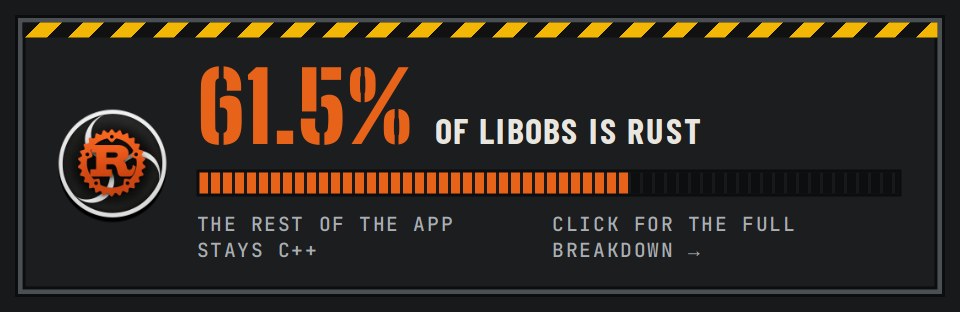 61.5% OF LIBOBS IS RUST
R
THE REST OF THE APP
STAYS C++
CLICK FOR THE FULL
BREAKDOWN →